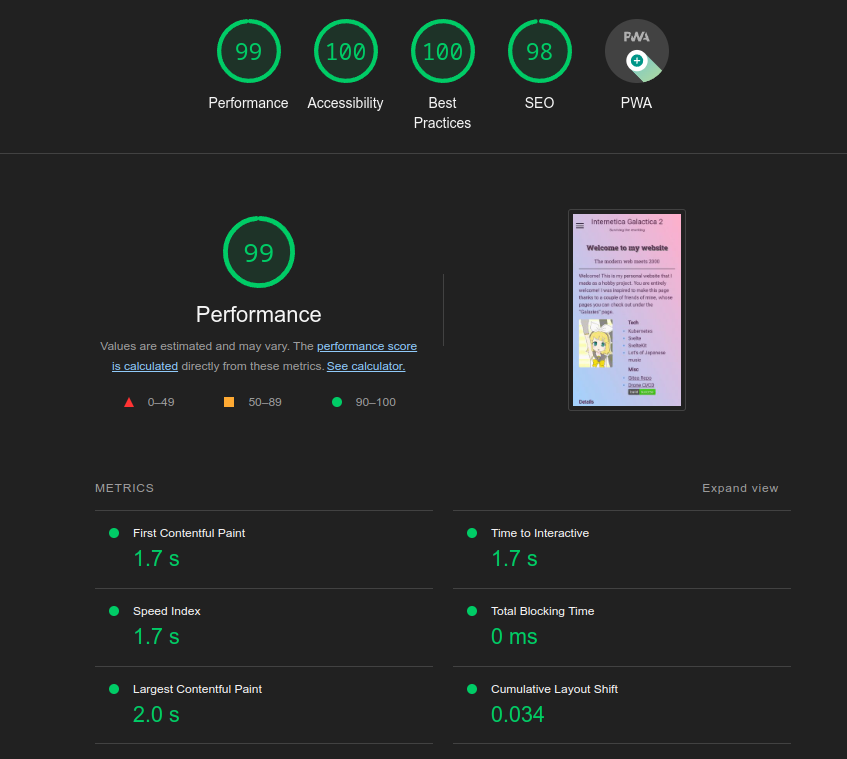 99
100
100
98
PWA
Performance
Accessibility
Best
Practices
SEO
PWA
99
Performance
Values are estimated and may vary. The performance score
is calculated directly from these metrics. See calculator.
0–49
50–89
90–100
Internetica Galactica 2
Welcome to my website
The modern web meets 2000
Welcome! This is my personal website that I
made as a hobby project. You are entirely
welcome! I was inspired to make this page
thanks to a couple of friends of mine, whose
pages you can check out under the
"Galaxies" page.
Tech
Kubernetes
Svelte
SvelteKit
Lots of Japanese
music
Misc
Gitea Repo
Drone CI/CD
Details
METRICS
Expand view
First Contentful Paint
1.7 s
Time to Interactive
1.7 s
Speed Index
1.7 s
Total Blocking Time
0 ms
Largest Contentful Paint
2.0 s
Cumulative Layout Shift
0.034